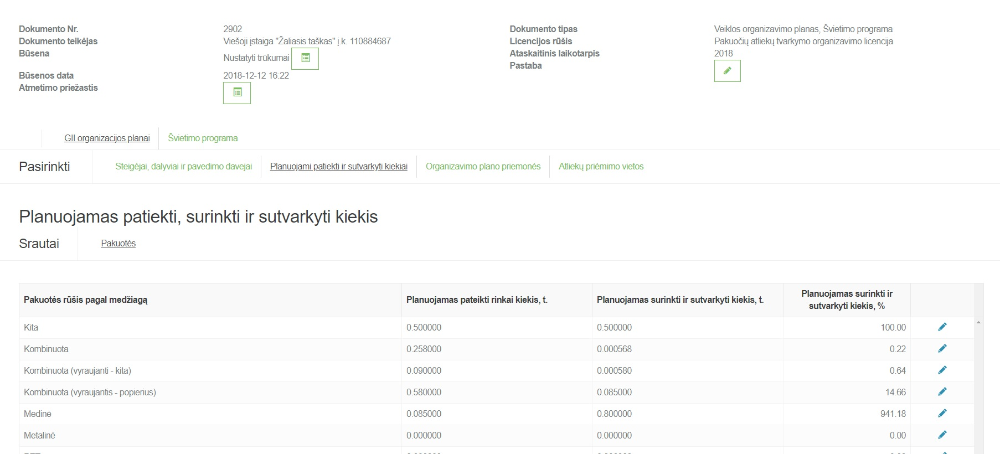 Dokumento Nr. 2902 Dokumento tipas Veiklos organizavimo planas, Švietimo programa
Dokumento teikėjas Viešoji įstaiga "Žaliasis taškas" į.k. 110884687 Licencijos rūšis Pakuočių atliekų tvarkymo organizavimo licencija
Būsena Nustatyti trūkumai Ataskaitinis laikotarpis 2018
Pastaba
Būsenos data 2018-12-12 16:22
Atmetimo priežastis
GII organizacijos planai Švietimo programa
Pasirinkti Steigėjai, dalyviai ir pavedimo davejai Planuojami patiekti ir sutvarkyti kiekiai Organizavimo plano priemonės Atliekų priėmimo vietos
Planuojamas patiekti, surinkti ir sutvarkyti kiekis
Srautai Pakuotės
Pakuotės rūšis pagal medžiagą Planuojamas pateikti rinkai kiekis, t. Planuojamas surinkti ir sutvarkyti kiekis, t. Planuojamas surinkti ir
sutvarkyti kiekis, %
Kita 0.500000 0.500000 100.00
Kombinuota 0.258000 0.000568 0.22
Kombinuota (vyraujanti - kita) 0.090000 0.000580 0.64
Kombinuota (vyraujantis - popierius) 0.580000 0.085000 14.66
Medinė 0.085000 0.800000 941.18
Metalinė 0.000000 0.000000 0.00